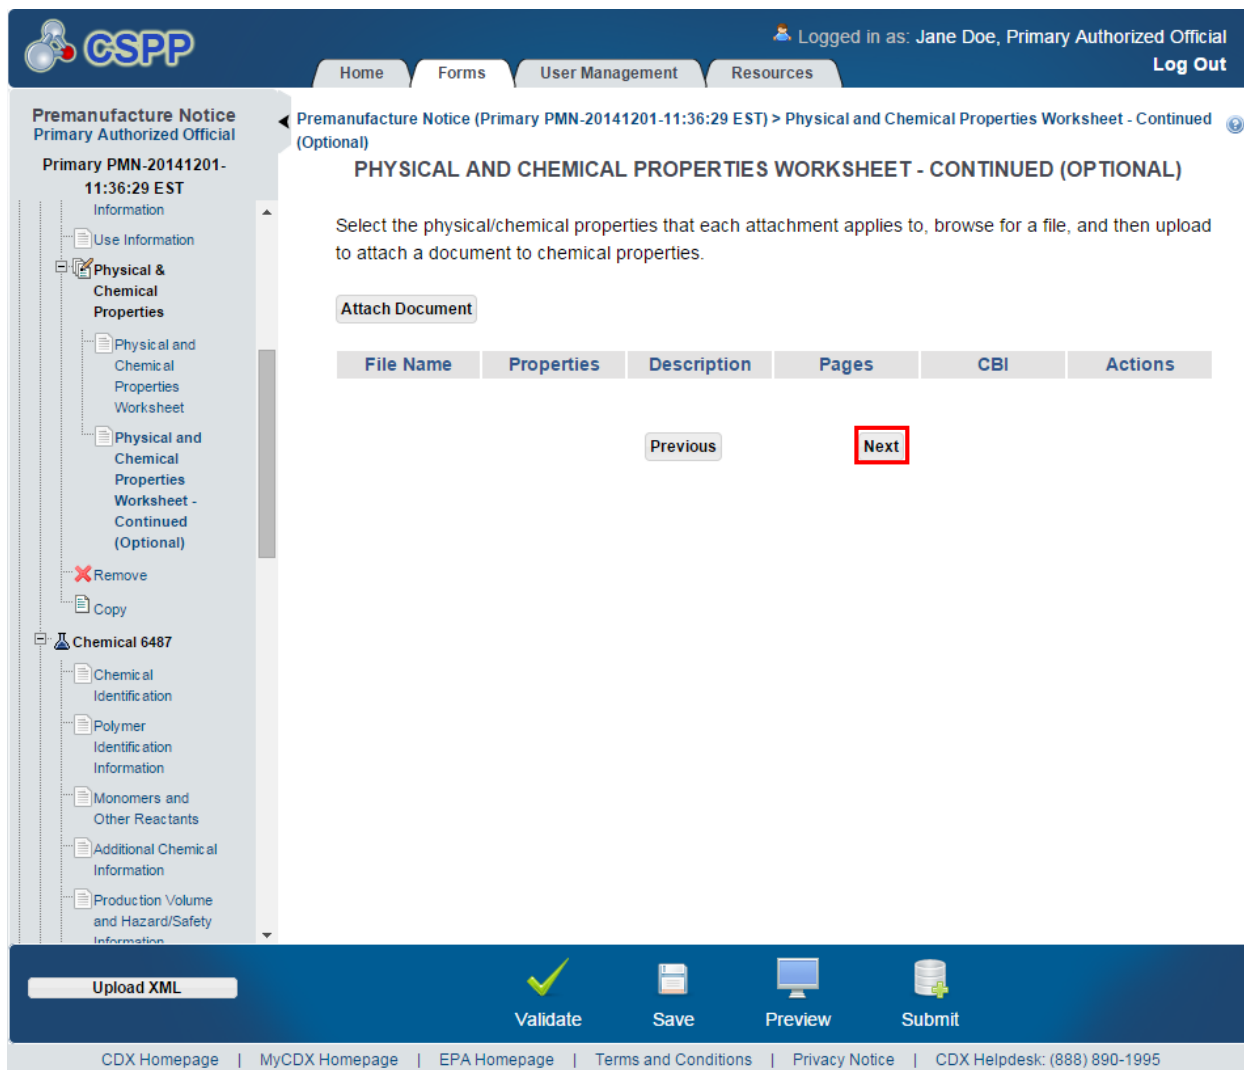 CSPP
Logged in as: Jane Doe, Primary Authorized Official
Log Out
Home Forms User Management Resources
Premanufacture Notice
Primary Authorized Official
Primary PMN-20141201-
11:36:29 EST
Information
Use Information
Physical &
Chemical
Properties
Physical and
Chemical
Properties
Worksheet
Physical and
Chemical
Properties
Worksheet -
Continued
(Optional)
Remove
Copy
Chemical 6487
Chemical
Identification
Polymer
Identification
Information
Monomers and
Other Reactants
Additional Chemical
Information
Production Volume
and Hazard/Safety
Information
Premanufacture Notice (Primary PMN-20141201-11:36:29 EST) > Physical and Chemical Properties Worksheet - Continued
(Optional)
PHYSICAL AND CHEMICAL PROPERTIES WORKSHEET - CONTINUED (OPTIONAL)
Select the physical/chemical properties that each attachment applies to, browse for a file, and then upload
to attach a document to chemical properties.
Attach Document
File Name Properties Description Pages CBI Actions
Previous Next
Upload XML
Validate Save Preview Submit
CDX Homepage | MyCDX Homepage | EPA Homepage | Terms and Conditions | Privacy Notice | CDX Helpdesk: (888) 890-1995